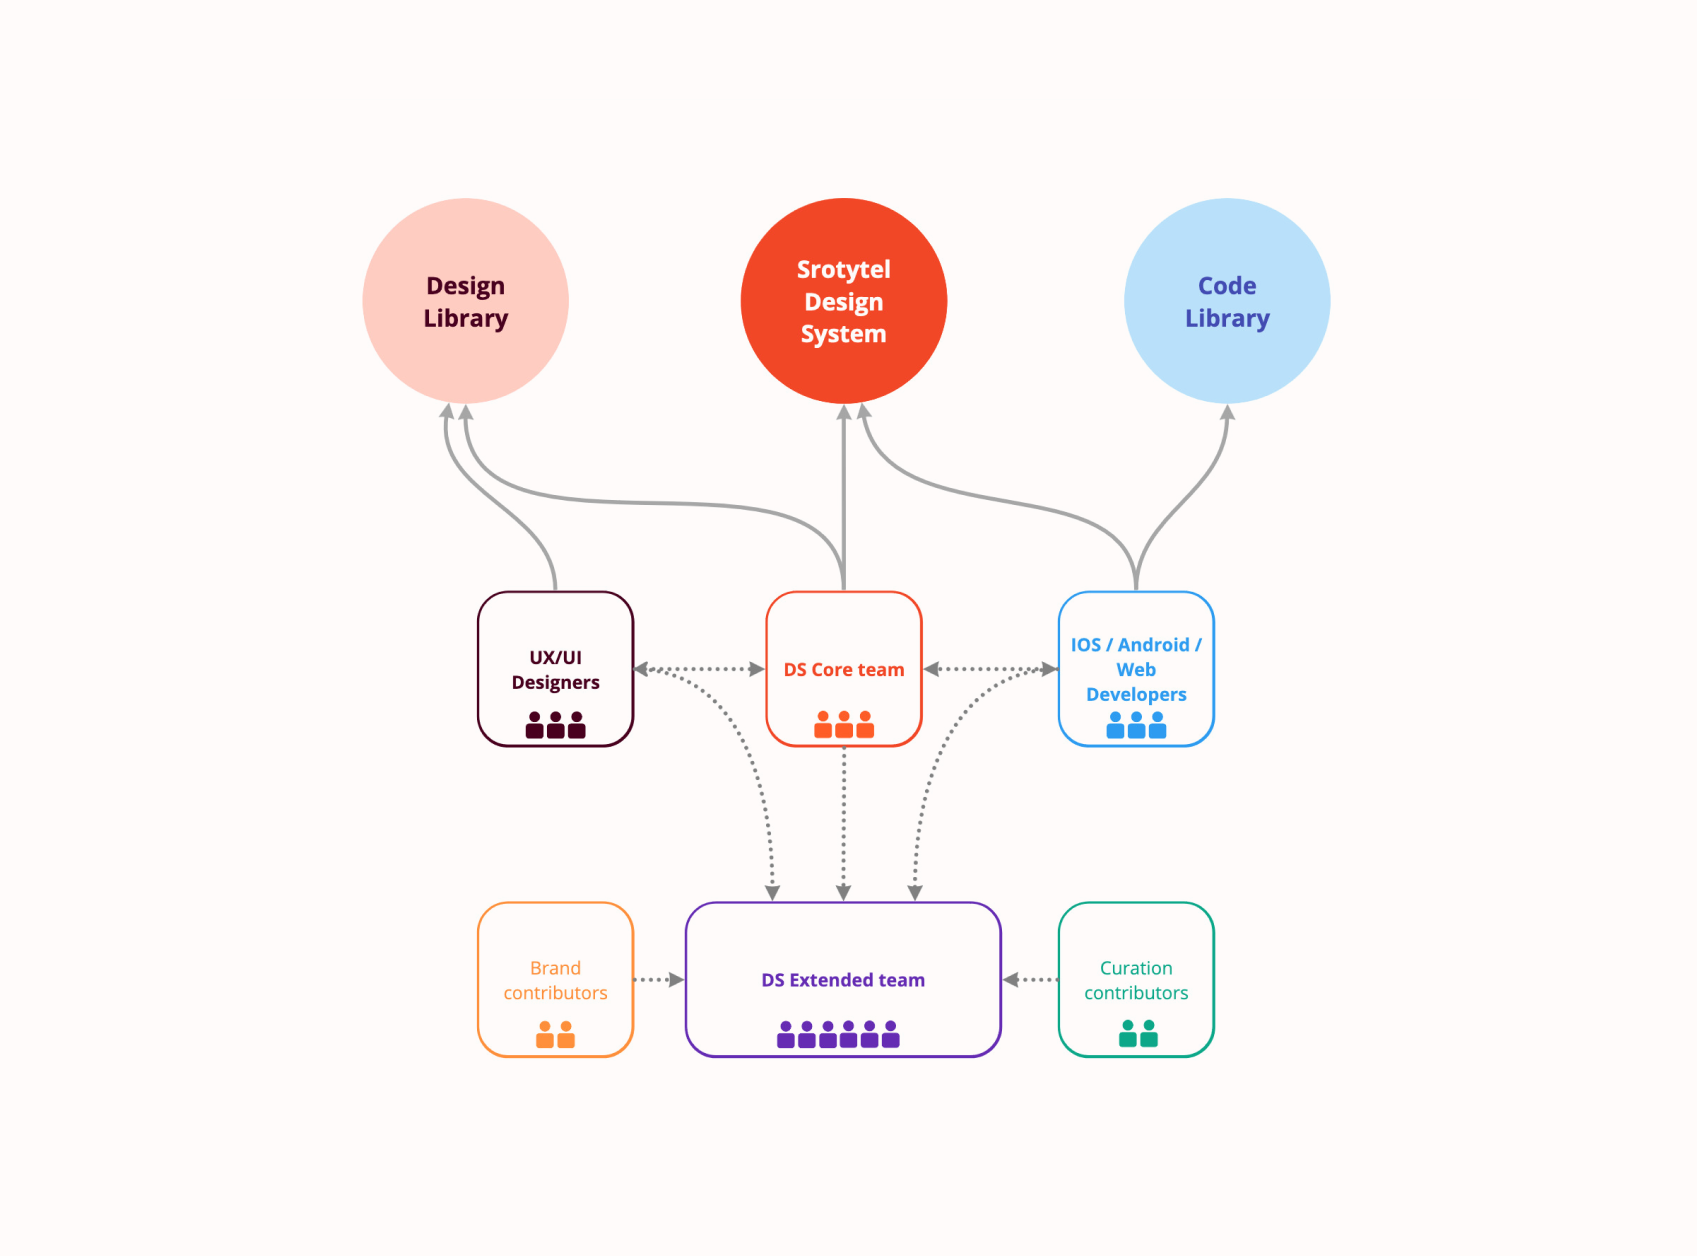 Design
Library
Srotytel
Design
System
Code
Library
UX/UI
Designers
DS Core team
IOS / Android /
Web
Developers
Brand
contributors
DS Extended team
Curation
contributors